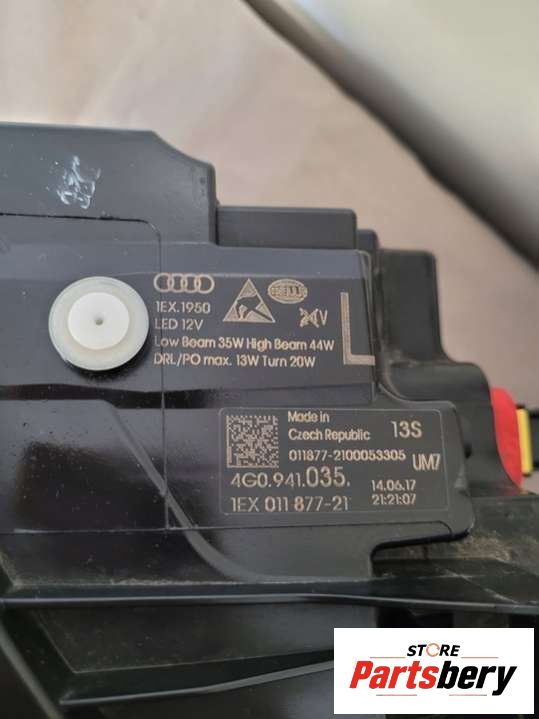 1EX.1950
LED 12V
Low Beam 35W High Beam 44W
DRL/PO max. 13W Turn 20W
HELLA
24V
L
Made in
Czech Republic
13S
011877-2100053305
UM7
4G0.941.035.
14.06.17
1EX 011 877-21
21:21:07
STORE
Partsbery